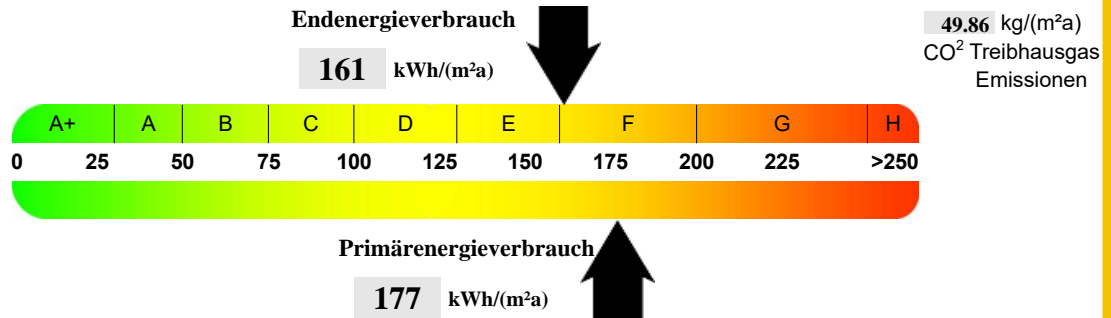 Endenergieverbrauch
161 kWh/(m²a)
49.86 kg/(m²a)
CO² Treibhausgas
Emissionen
A+ A B C D E F G H
0 25 50 75 100 125 150 175 200 225 >250
Primärenergieverbrauch
177 kWh/(m²a)